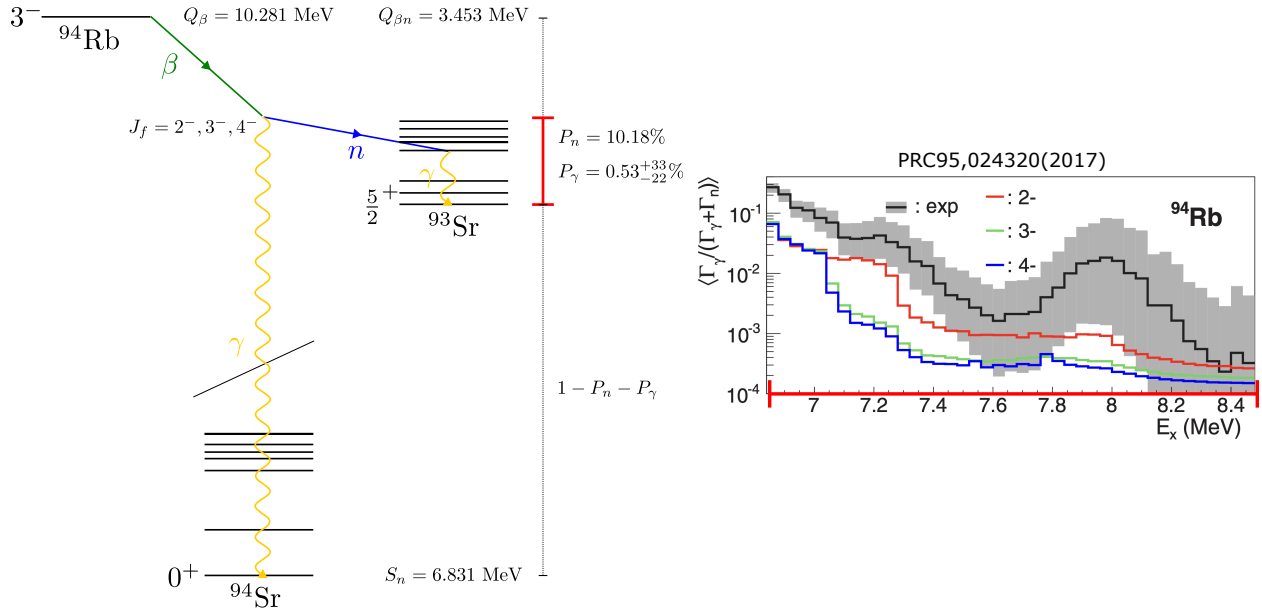 3⁻
⁹⁴Rb
Q_β = 10.281 MeV
Q_βn = 3.453 MeV
β
J_f = 2⁻, 3⁻, 4⁻
n
γ
5/2⁺
⁹³Sr
P_n = 10.18%
P_γ = 0.53⁺³³₋₂₂%
γ
1 − P_n − P_γ
0⁺
⁹⁴Sr
S_n = 6.831 MeV
PRC95,024320(2017)
: exp
: 2-
: 3-
: 4-
⁹⁴Rb
⟨Γ_γ/(Γ_γ+Γ_n)⟩
10⁻¹
10⁻²
10⁻³
10⁻⁴
7 7.2 7.4 7.6 7.8 8 8.2 8.4
E_x (MeV)